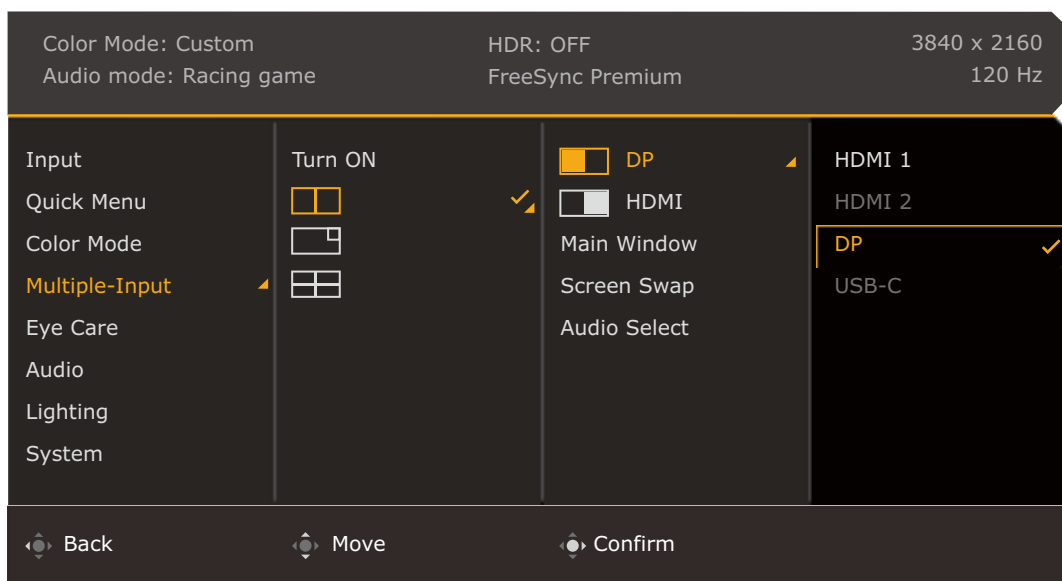 Color Mode: Custom
HDR: OFF
3840 x 2160
Audio mode: Racing game
FreeSync Premium
120 Hz
Input
Quick Menu
Color Mode
Multiple-Input
Eye Care
Audio
Lighting
System
Turn ON
DP
HDMI
Main Window
Screen Swap
Audio Select
HDMI 1
HDMI 2
DP
USB-C
Back
Move
Confirm